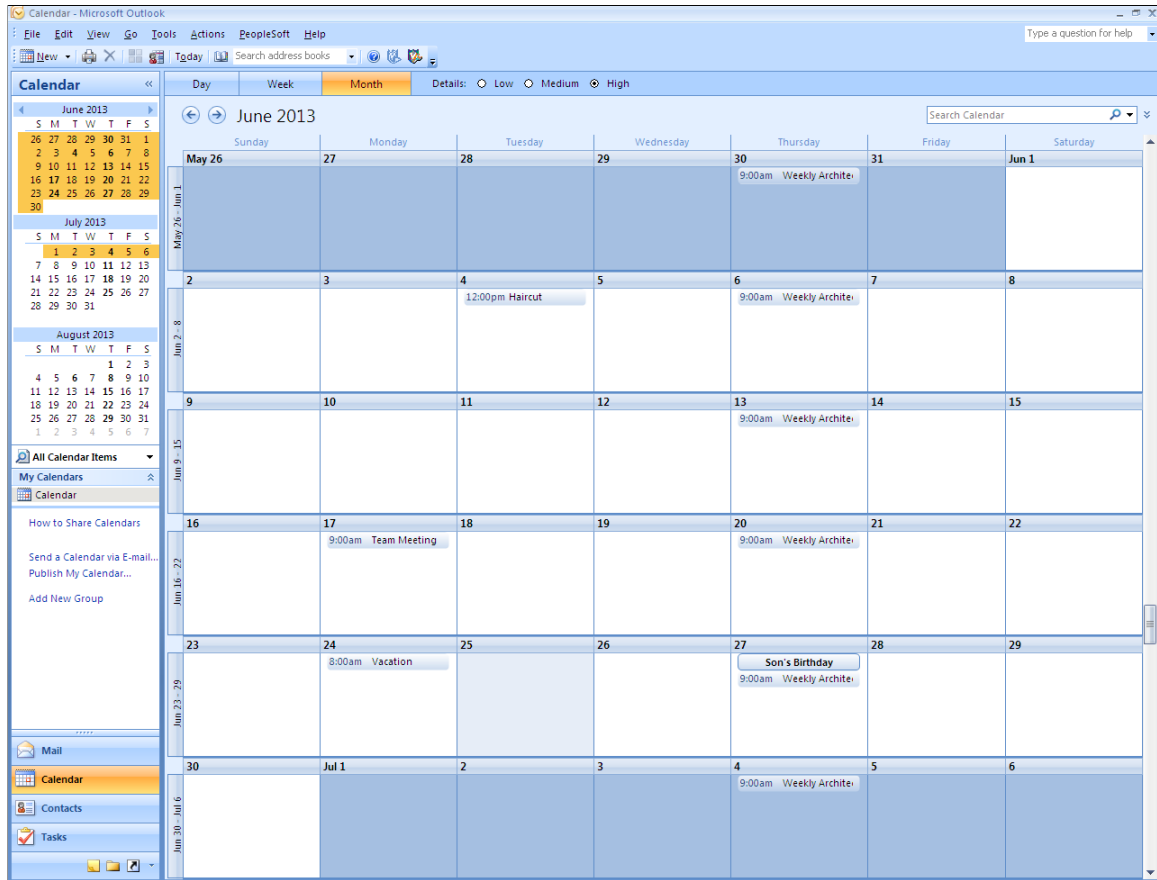 Calendar - Microsoft Outlook
File Edit View Go Tools Actions PeopleSoft Help
Type a question for help
New Today Search address books
Calendar «
Day Week Month Details: Low Medium High
June 2013
S M T W T F S
26 27 28 29 30 31 1
2 3 4 5 6 7 8
9 10 11 12 13 14 15
16 17 18 19 20 21 22
23 24 25 26 27 28 29
30
July 2013
S M T W T F S
1 2 3 4 5 6
7 8 9 10 11 12 13
14 15 16 17 18 19 20
21 22 23 24 25 26 27
28 29 30 31
August 2013
S M T W T F S
1 2 3
4 5 6 7 8 9 10
11 12 13 14 15 16 17
18 19 20 21 22 23 24
25 26 27 28 29 30 31
1 2 3 4 5 6 7
All Calendar Items
My Calendars
Calendar
How to Share Calendars
Send a Calendar via E-mail...
Publish My Calendar...
Add New Group
Mail
Calendar
Contacts
Tasks
June 2013
Search Calendar
Sunday Monday Tuesday Wednesday Thursday Friday Saturday
May 26 - Jun 1
May 26 27 28 29 30 31 Jun 1
9:00am Weekly Archite
Jun 2 - 8
2 3 4 5 6 7 8
12:00pm Haircut 9:00am Weekly Archite
Jun 9 - 15
9 10 11 12 13 14 15
9:00am Weekly Archite
Jun 16 - 22
16 17 18 19 20 21 22
9:00am Team Meeting 9:00am Weekly Archite
Jun 23 - 29
23 24 25 26 27 28 29
8:00am Vacation Son's Birthday
9:00am Weekly Archite
Jun 30 - Jul 6
30 Jul 1 2 3 4 5 6
9:00am Weekly Archite